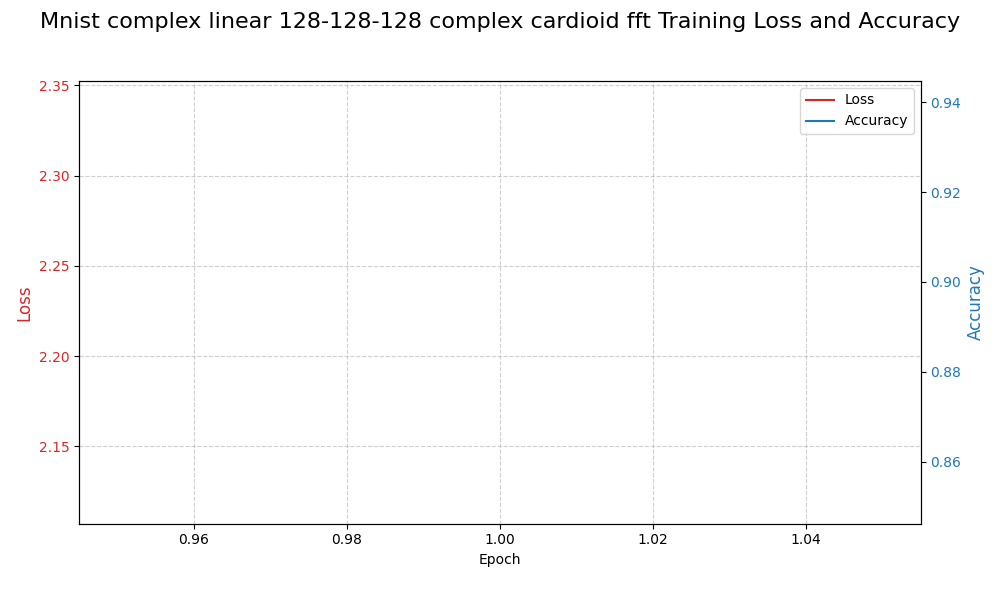 Mnist complex linear 128-128-128 complex cardioid fft Training Loss and Accuracy
Loss
Accuracy
2.35
2.30
2.25
2.20
2.15
Loss
0.94
0.92
0.90
0.88
0.86
Accuracy
0.96
0.98
1.00
1.02
1.04
Epoch